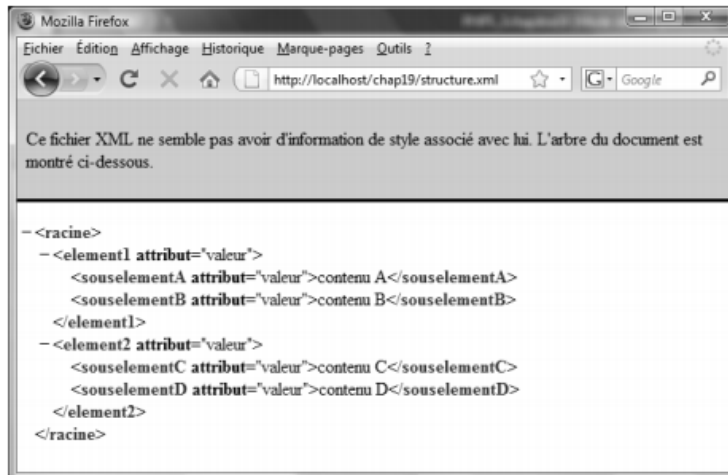 Mozilla Firefox
Fichier Édition Affichage Historique Marque-pages Outils ?
http://localhost/chap19/structure.xml G Google
Ce fichier XML ne semble pas avoir d'information de style associé avec lui. L'arbre du document est
montré ci-dessous.
− <racine>
− <element1 attribut="valeur">
<souselementA attribut="valeur">contenu A</souselementA>
<souselementB attribut="valeur">contenu B</souselementB>
</element1>
− <element2 attribut="valeur">
<souselementC attribut="valeur">contenu C</souselementC>
<souselementD attribut="valeur">contenu D</souselementD>
</element2>
</racine>